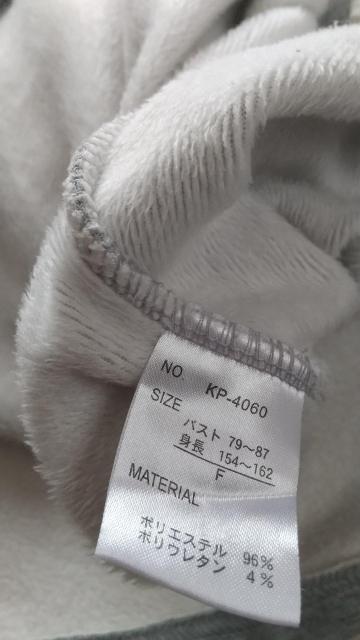 NO. KP-4060
SIZE
バスト 79〜87
身長 154〜162
F
MATERIAL
ポリエステル 96%
ポリウレタン 4%